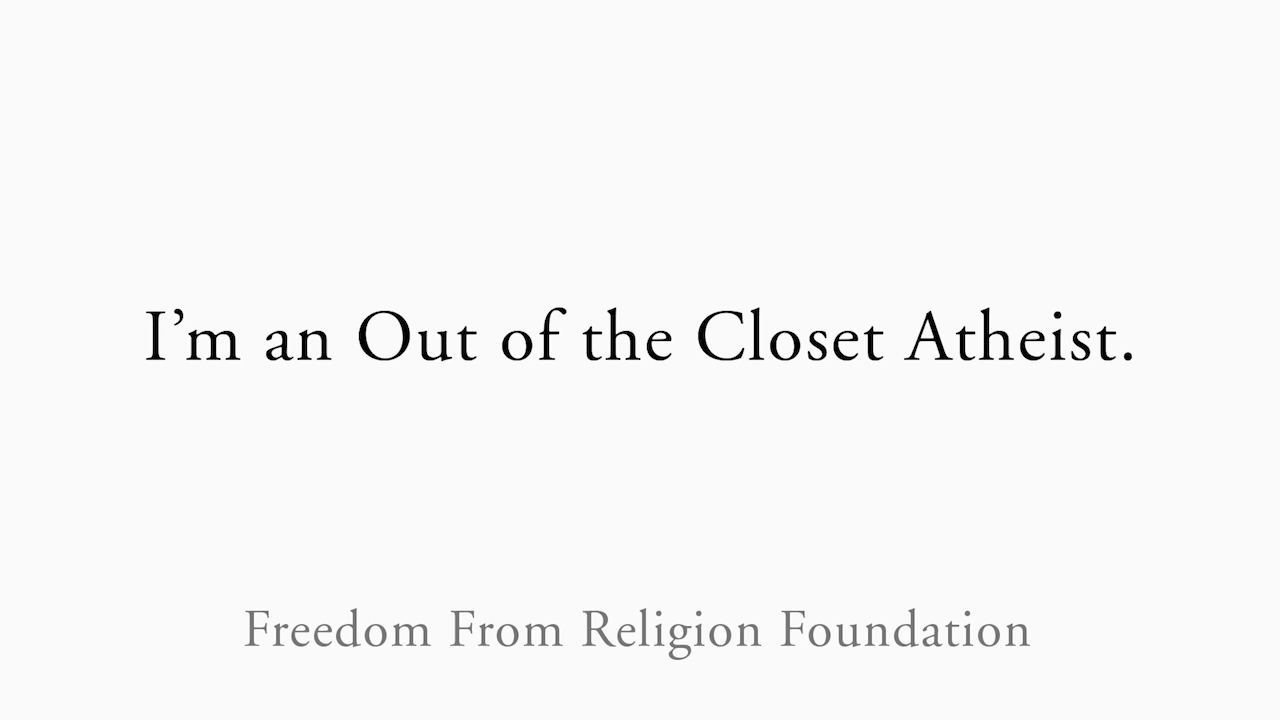 I’m an Out of the Closet Atheist.
Freedom From Religion Foundation